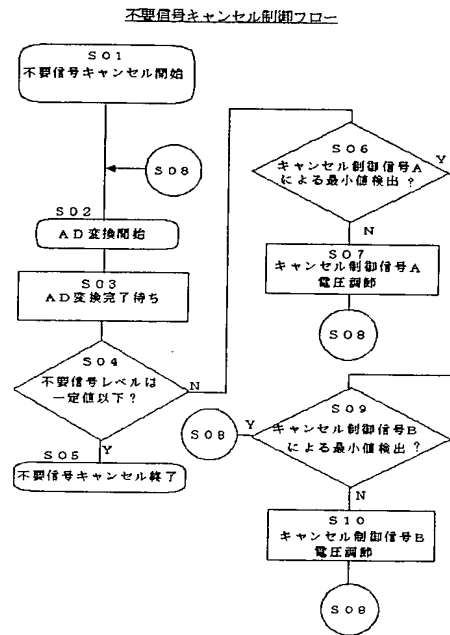 不要信号キャンセル制御フロー
S01
不要信号キャンセル開始
S08
S02
AD変換開始
S03
AD変換完了待ち
S04
不要信号レベルは
一定値以下?
N
Y
S05
不要信号キャンセル終了
S06
キャンセル制御信号A
による最小値検出?
Y
N
S07
キャンセル制御信号A
電圧調節
S08
S09
キャンセル制御信号B
による最小値検出?
Y
S08
N
S10
キャンセル制御信号B
電圧調節
S08